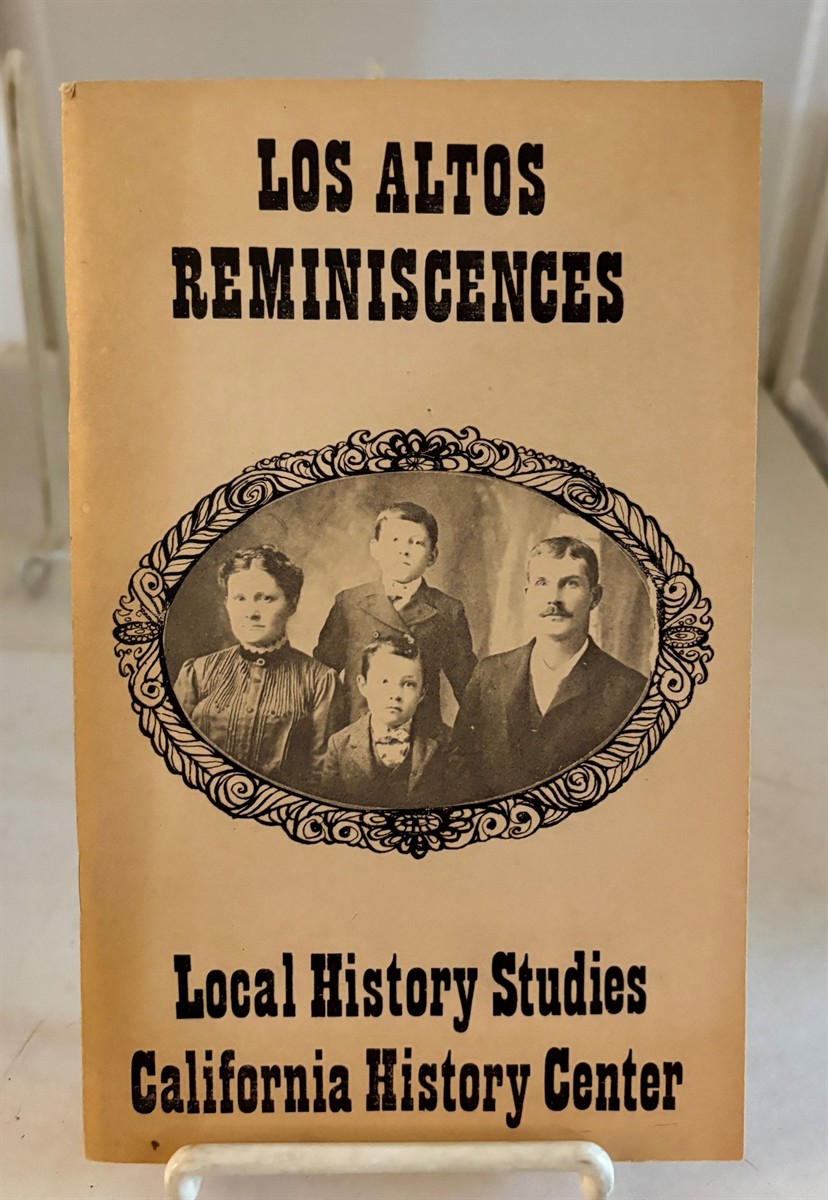 LOS ALTOS
REMINISCENCES
Local History Studies
California History Center